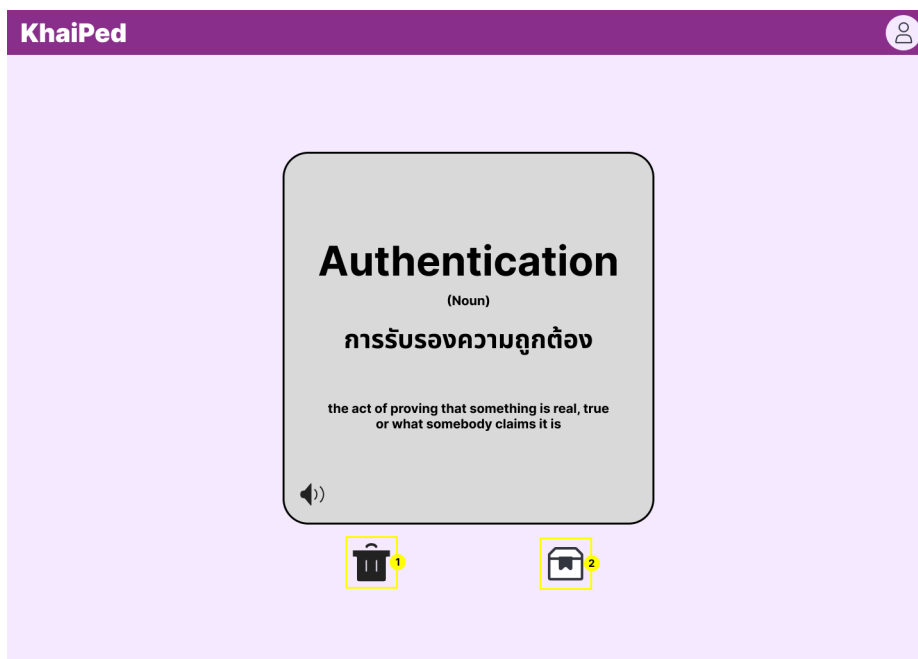 KhaiPed
Authentication
(Noun)
การรับรองความถูกต้อง
the act of proving that something is real, true
or what somebody claims it is
1
2